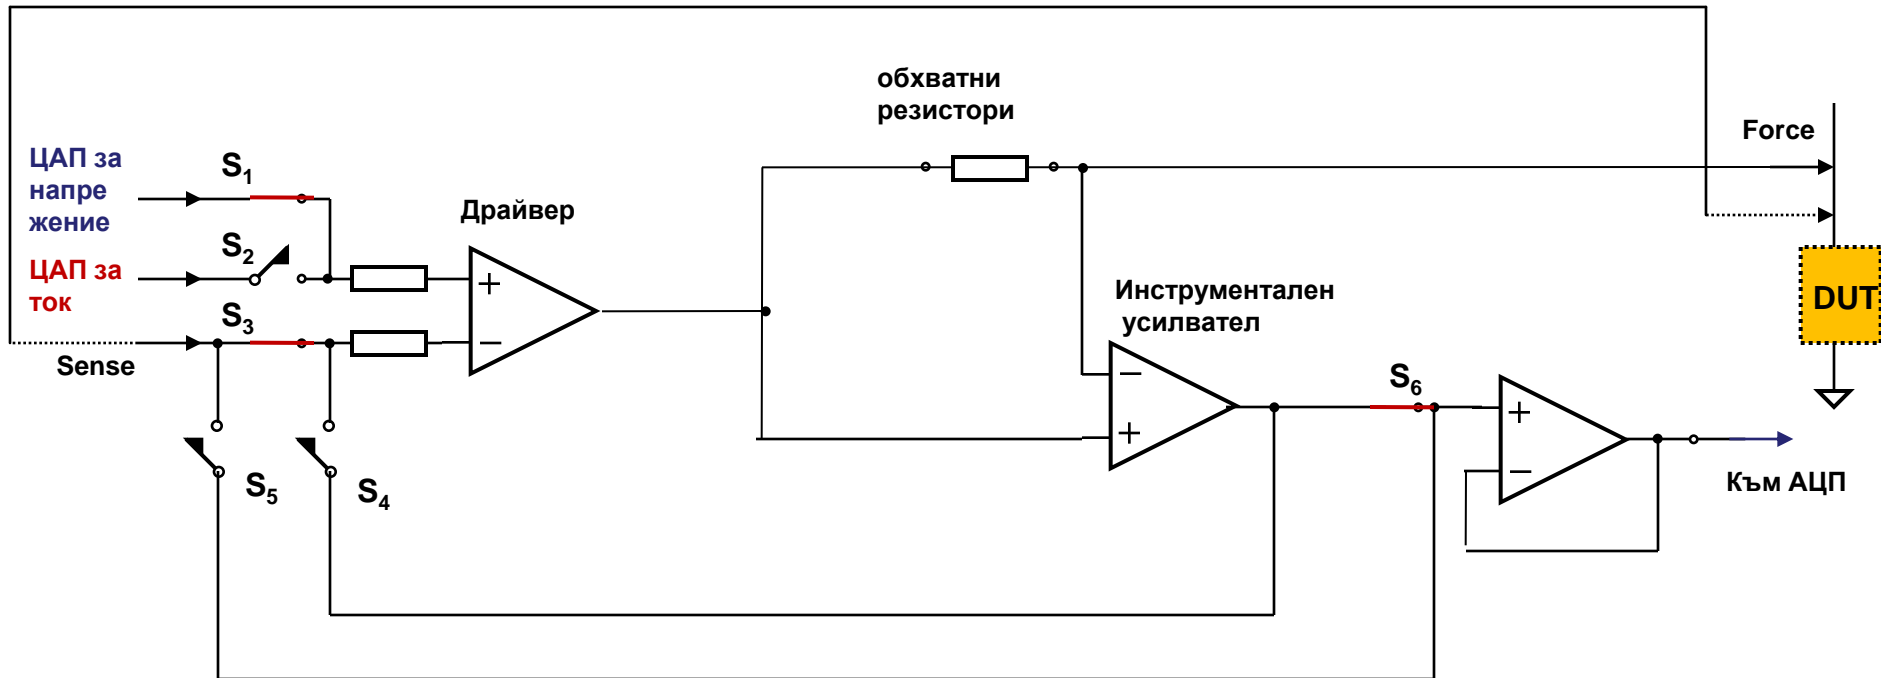 обхватни
резистори
Force
ЦАП за
напре
жение
S1
Драйвер
S2
ЦАП за
ток
S3
Sense
+
−
Инструментален
усилвател
DUT
−
+
S6
+
−
S5
S4
Към АЦП